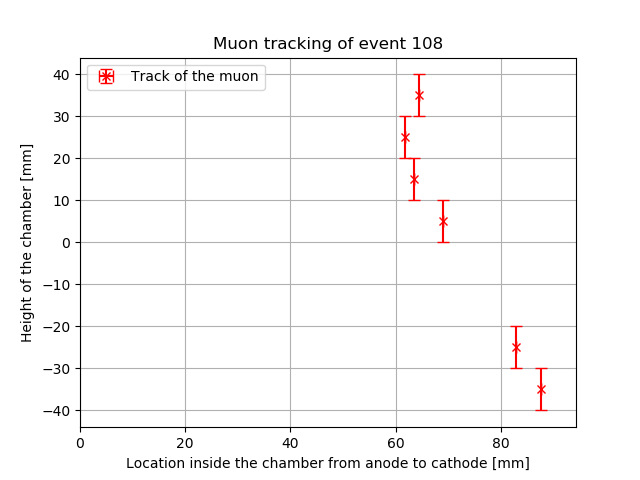 Muon tracking of event 108
Track of the muon
Height of the chamber [mm]
40
30
20
10
0
−10
−20
−30
−40
0 20 40 60 80
Location inside the chamber from anode to cathode [mm]